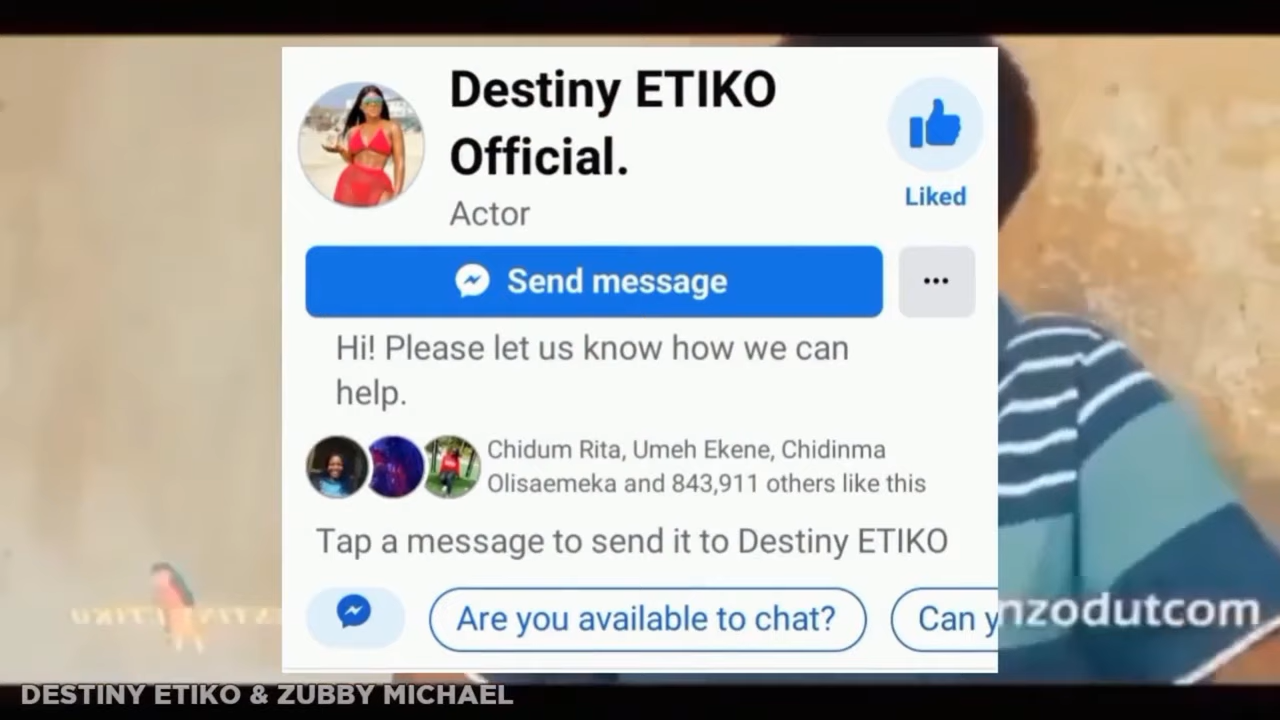 Destiny ETIKO
Official.
Actor
Liked
Send message
Hi! Please let us know how we can
help.
Chidum Rita, Umeh Ekene, Chidinma
Olisaemeka and 843,911 others like this
Tap a message to send it to Destiny ETIKO
Are you available to chat?
Can y
nzodutcom
DESTINY ETIKO & ZUBBY MICHAEL